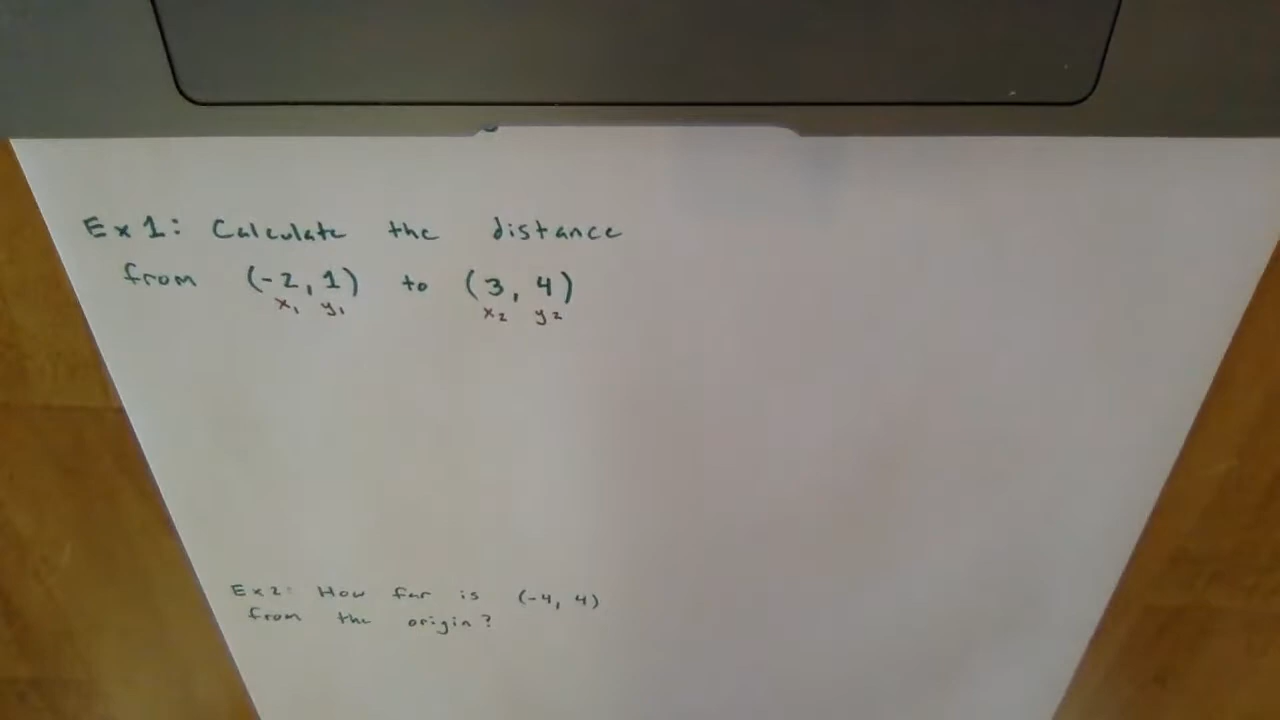 Ex 1: Calculate the distance
from (-2, 1) to (3, 4)
x₁ y₁ x₂ y₂
Ex 2: How far is (-4, 4)
from the origin?